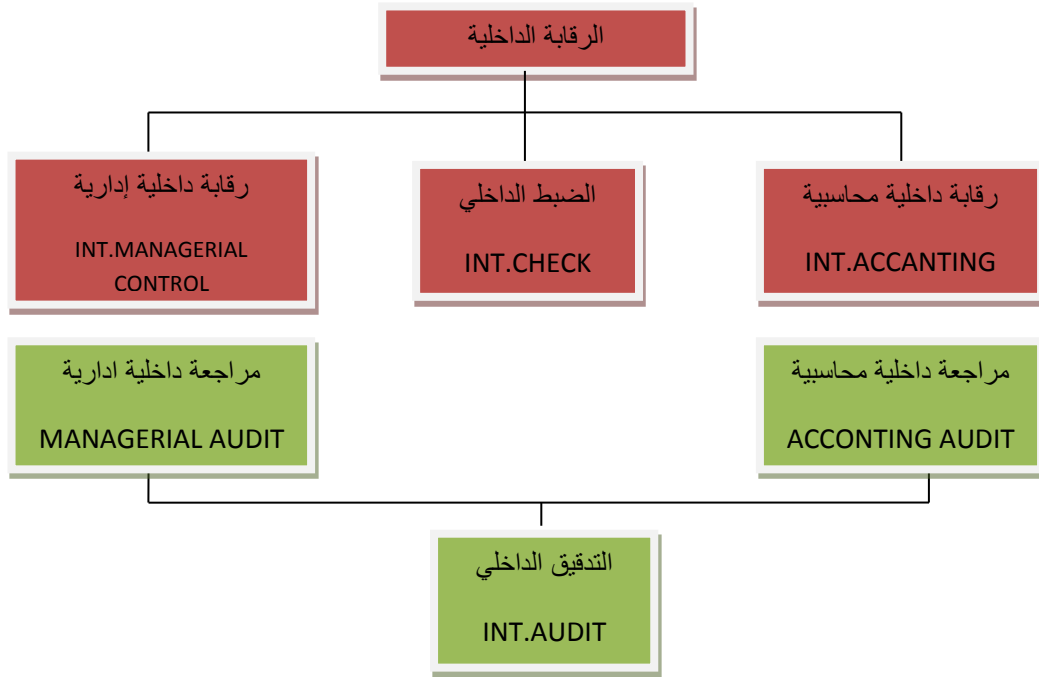 الرقابة الداخلية
رقابة داخلية محاسبية
INT.ACCANTING
الضبط الداخلي
INT.CHECK
رقابة داخلية إدارية
INT.MANAGERIAL
CONTROL
مراجعة داخلية محاسبية
ACCONTING AUDIT
مراجعة داخلية ادارية
MANAGERIAL AUDIT
التدقيق الداخلي
INT.AUDIT